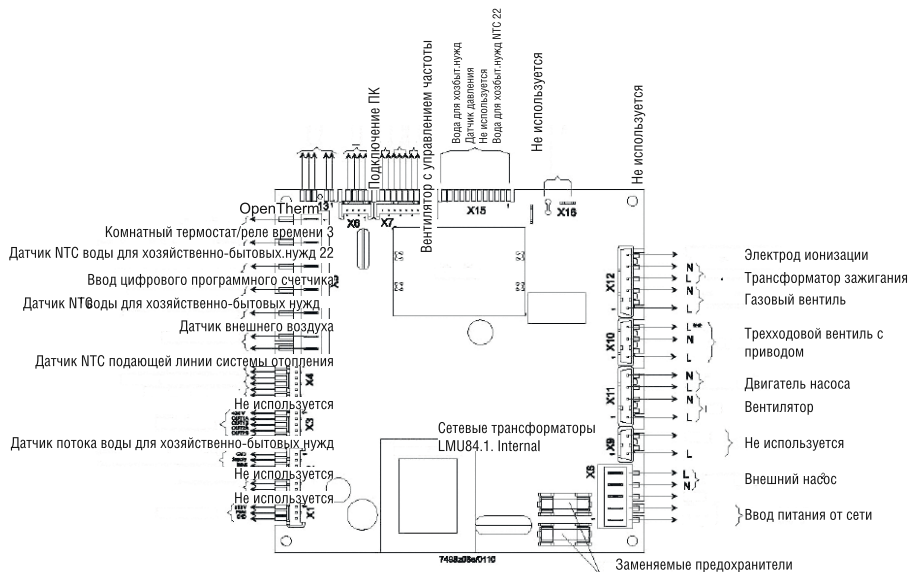 Вода для хозбыт.нужд
Датчик давления
Не используется
Вода для хозбыт.нужд NTC 22
Подключение ПК
Вентилятор с управлением частоты
Не используется
Не используется
OpenTherm
13
X6
X7
X15
X16
Комнатный термостат/реле времени 3
Датчик NTC воды для хозяйственно-бытовых.нужд 22
Ввод цифрового программного счетчика
Датчик NTC воды для хозяйственно-бытовых нужд
Датчик внешнего воздуха
Датчик NTC подающей линии системы отопления
X4
Не используется
X3
Датчик потока воды для хозяйственно-бытовых нужд
Не используется
Не используется
X1
Сетевые трансформаторы
LMU84.1. Internal
X12
N
L
N
L
Электрод ионизации
Трансформатор зажигания
Газовый вентиль
X10
L
N
L
Трехходовой вентиль с
приводом
X11
N
L
N
L
Двигатель насоса
Вентилятор
X9
L
Не используется
X8
L
N
Внешний насос
Ввод питания от сети
Заменяемые предохранители
7493z08e/0110